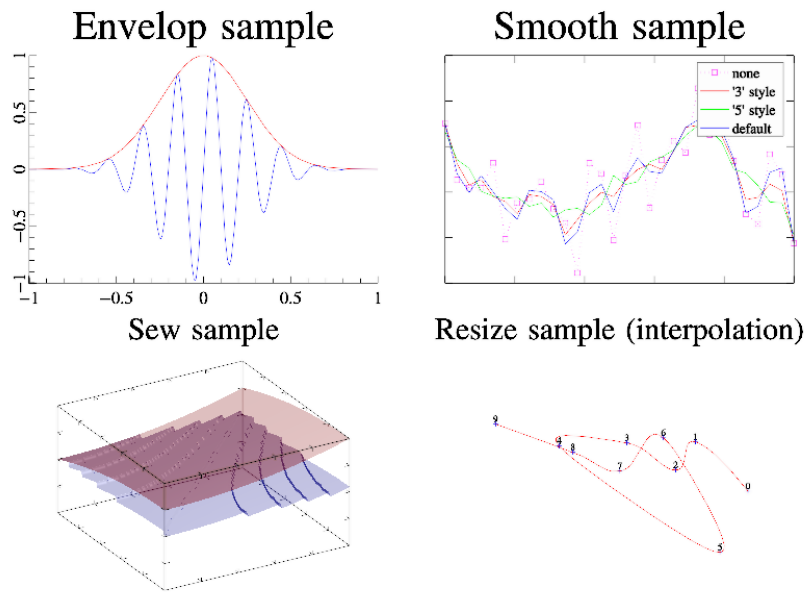 Envelop sample
Smooth sample
none
'3' style
'5' style
default
1
0.5
0
−0.5
−1
−1
−0.5
0
0.5
1
Sew sample
Resize sample (interpolation)
9
4
8
3
7
6
2
1
0
5